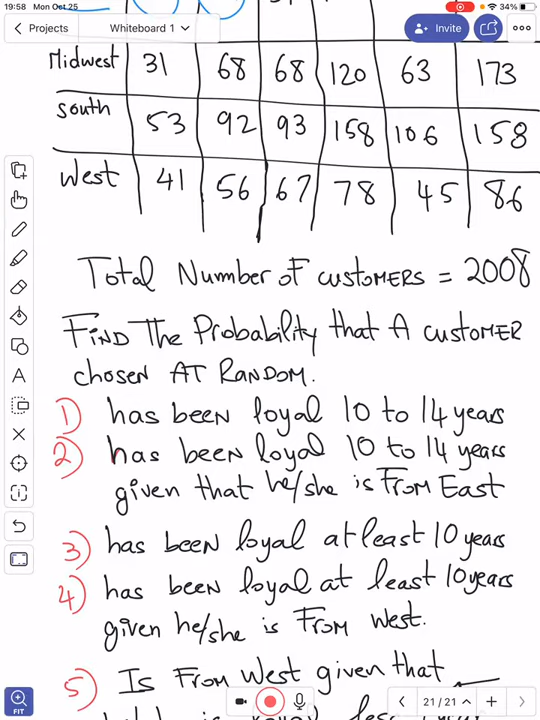 19:58 Mon Oct 25
34%
Projects
Whiteboard 1
Invite
Midwest 31 68 68 120 63 173
south 53 92 93 158 106 158
West 41 56 67 78 45 86
Total Number of customers = 2008
Find The Probability that A customer
chosen At Random.
1) has been loyal 10 to 14 years
2) has been loyal 10 to 14 years
given that he/she is From East
3) has been loyal at least 10 years
4) has been loyal at least 10 years
given he/she is From West.
5) Is From West given that
A
FIT
21 / 21